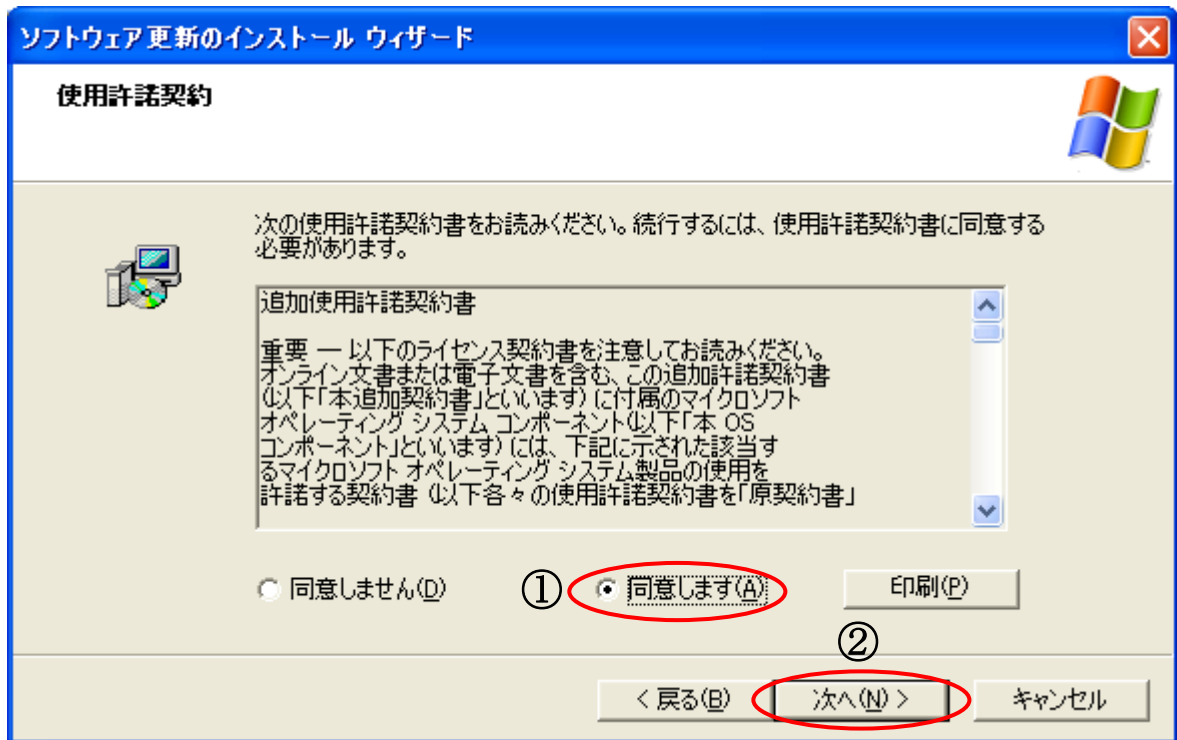 ソフトウェア更新のインストール ウィザード
使用許諾契約
次の使用許諾契約書をお読みください。続行するには、使用許諾契約書に同意する
必要があります。
追加使用許諾契約書
重要 ― 以下のライセンス契約書を注意してお読みください。
オンライン文書または電子文書を含む、この追加許諾契約書
(以下「本追加契約書」といいます) に付属のマイクロソフト
オペレーティング システム コンポーネント(以下「本 OS
コンポーネント」といいます) には、下記に示された該当す
るマイクロソフト オペレーティング システム製品の使用を
許諾する契約書 (以下各々の使用許諾契約書を「原契約書」
同意しません(D) ① 同意します(A) 印刷(P)
②
< 戻る(B) 次へ(N) > キャンセル